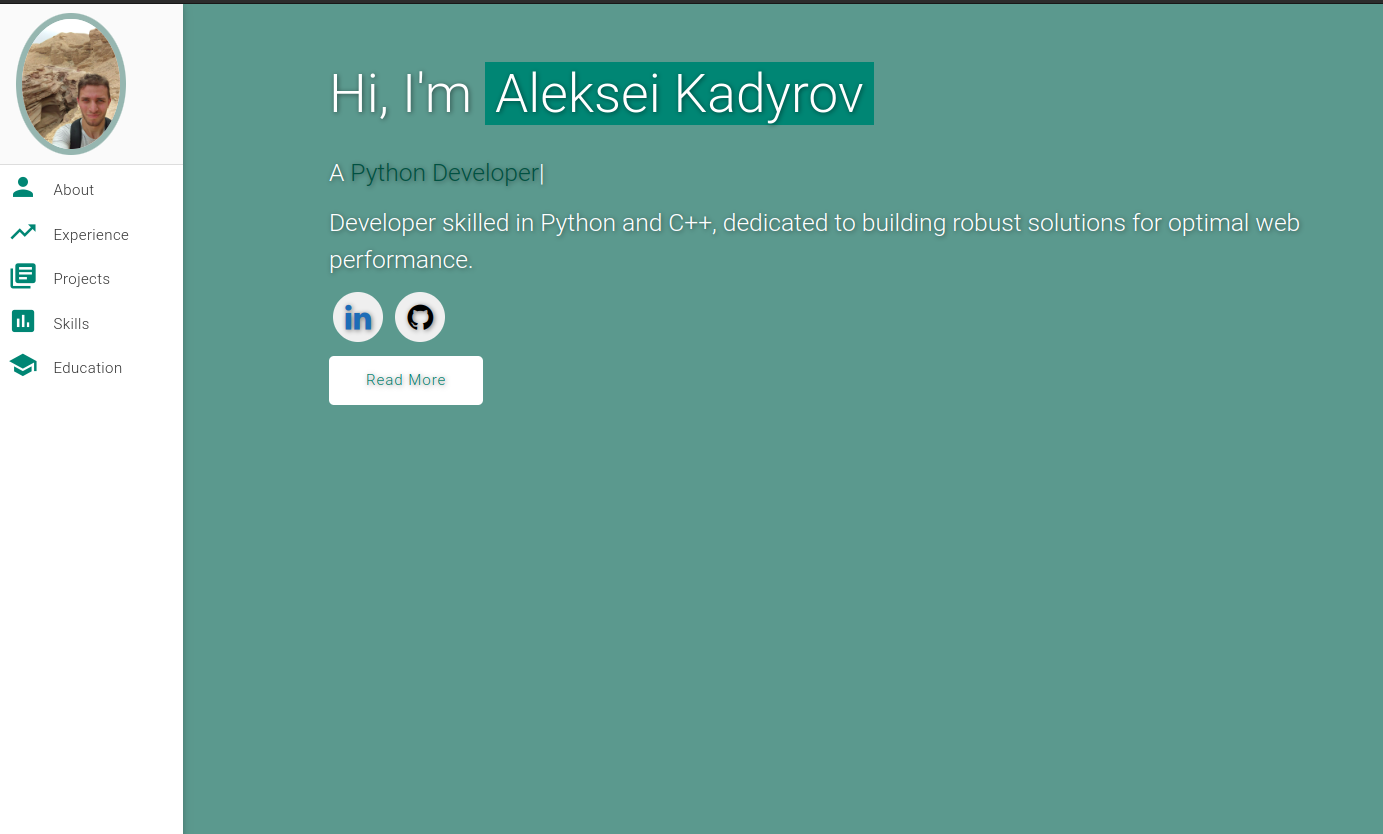 Hi, I'm Aleksei Kadyrov
A Python Developer|
Developer skilled in Python and C++, dedicated to building robust solutions for optimal web
performance.
in
Read More
About
Experience
Projects
Skills
Education